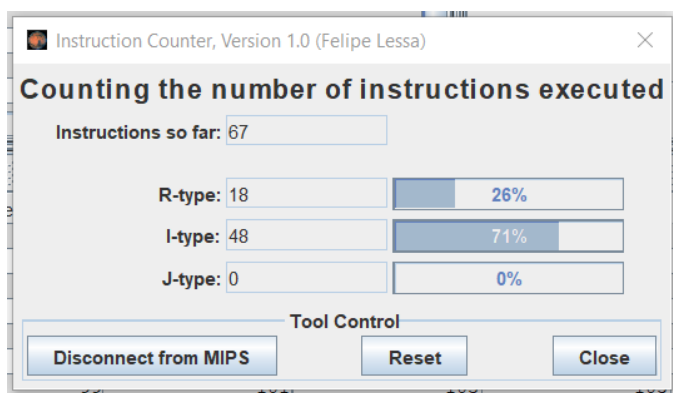 Instruction Counter, Version 1.0 (Felipe Lessa)
Counting the number of instructions executed
Instructions so far: 67
R-type: 18 26%
I-type: 48 71%
J-type: 0 0%
Tool Control
Disconnect from MIPS Reset Close